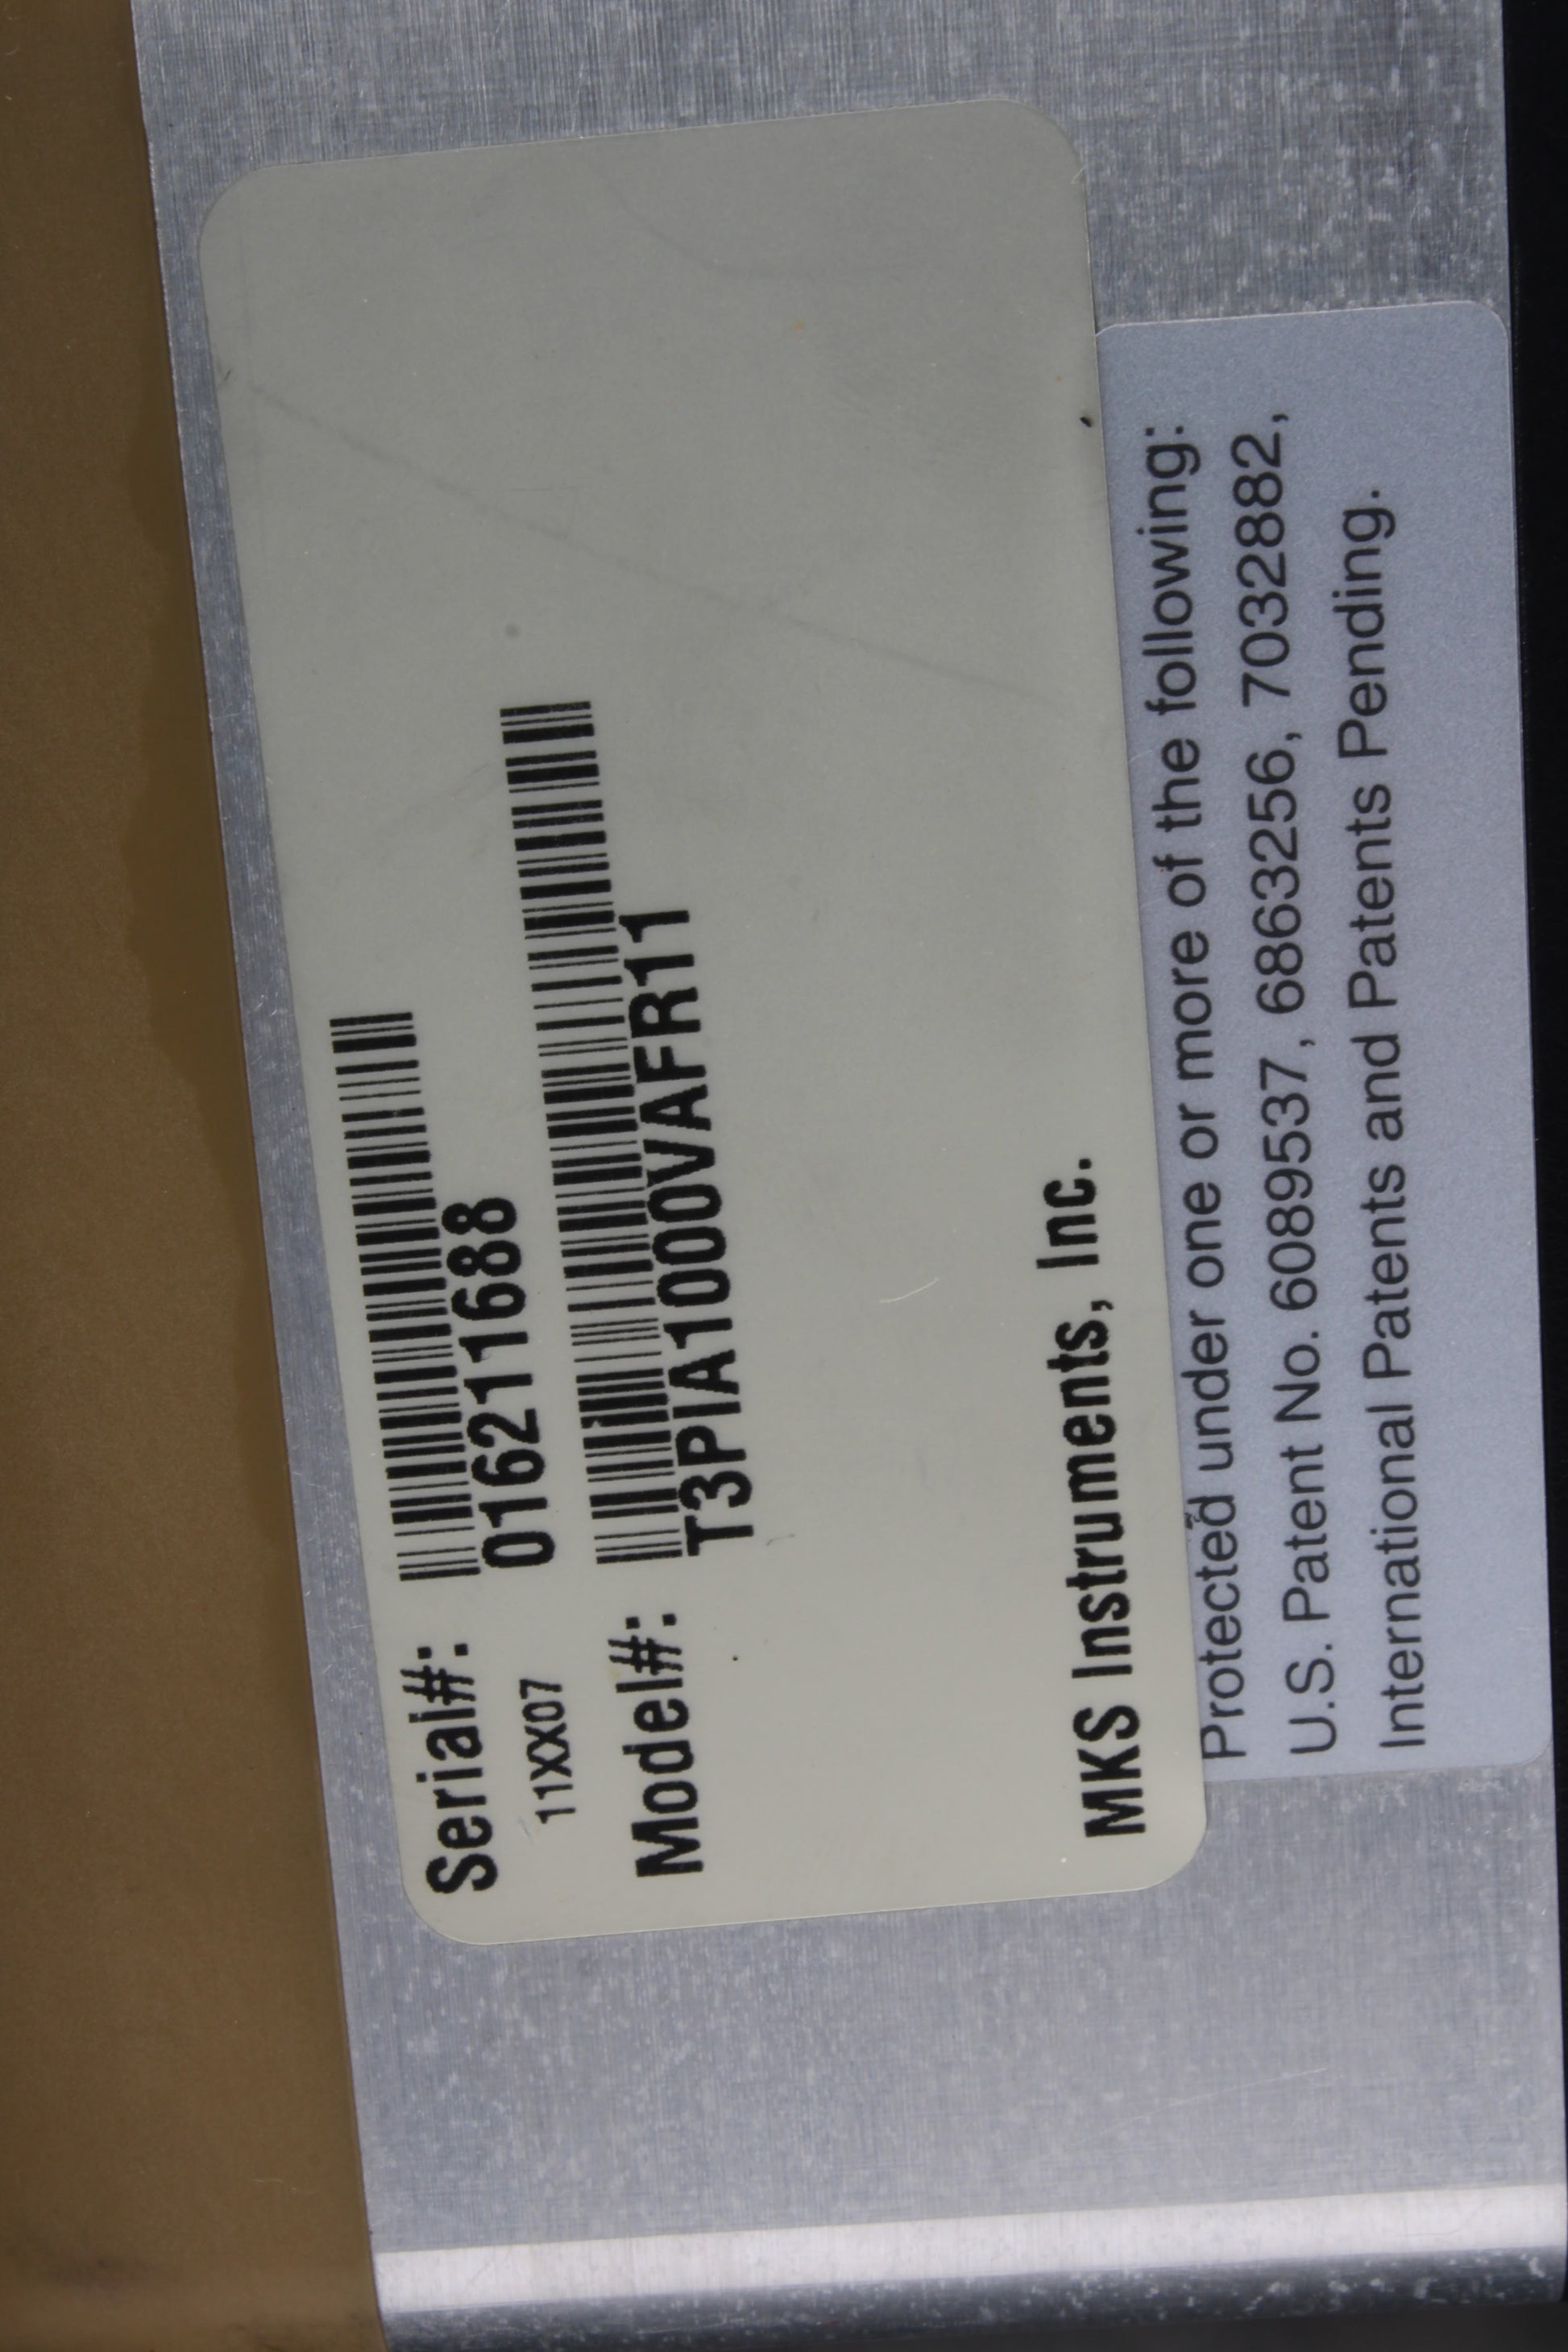 Serial#: 016211688
11XX07
Model#: T3PIA1000VAFR11
MKS Instruments, Inc.
Protected under one or more of the following:
U.S. Patent No. 6089537, 6863256, 7032882,
International Patents and Patents Pending.